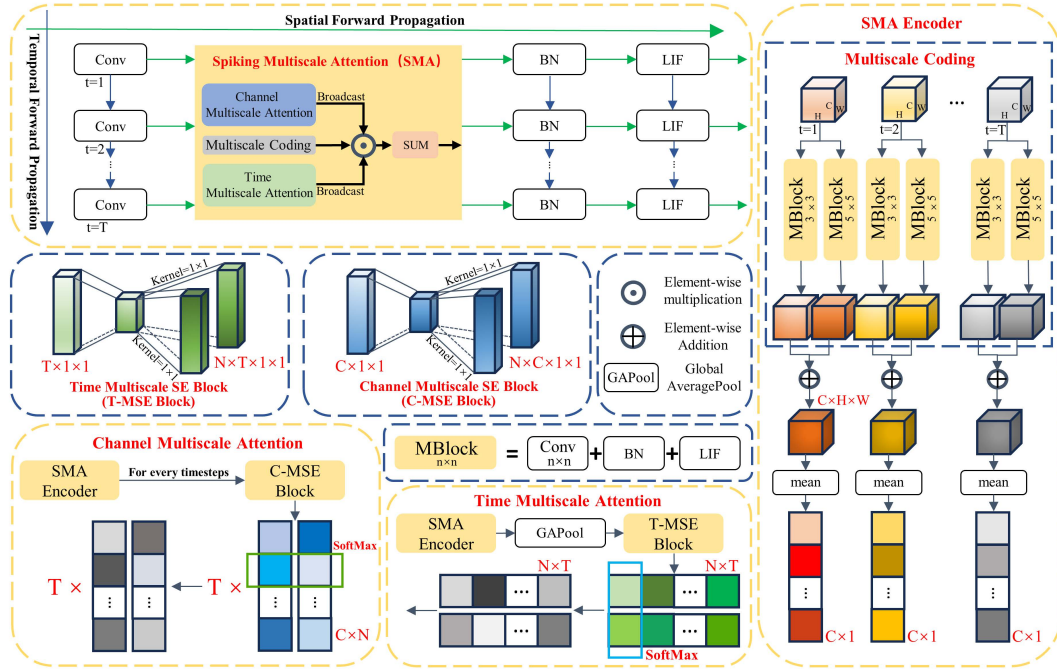 Spatial Forward Propagation
Temporal Forward Propagation
Conv
t=1
Conv
t=2
Conv
t=T
Spiking Multiscale Attention (SMA)
Channel
Multiscale Attention
Broadcast
Multiscale Coding
SUM
Time
Multiscale Attention
Broadcast
BN
LIF
BN
LIF
BN
LIF
SMA Encoder
Multiscale Coding
C
W
H
t=1
C
W
H
t=2
...
C
W
H
t=T
MBlock
3×3
MBlock
5×5
MBlock
3×3
MBlock
5×5
MBlock
3×3
MBlock
5×5
C×H×W
mean
mean
mean
C×1
C×1
C×1
Kernel=1×1
Kernel=1×1
T×1×1
N×T×1×1
Time Multiscale SE Block
(T-MSE Block)
Kernel=1×1
Kernel=1×1
C×1×1
N×C×1×1
Channel Multiscale SE Block
(C-MSE Block)
Element-wise
multiplication
Element-wise
Addition
GAPool
Global
AveragePool
MBlock
n×n
=
Conv
n×n
+
BN
+
LIF
Channel Multiscale Attention
SMA
Encoder
For every timesteps
C-MSE
Block
SoftMax
T ×
T ×
C×N
Time Multiscale Attention
SMA
Encoder
GAPool
T-MSE
Block
N×T
N×T
SoftMax